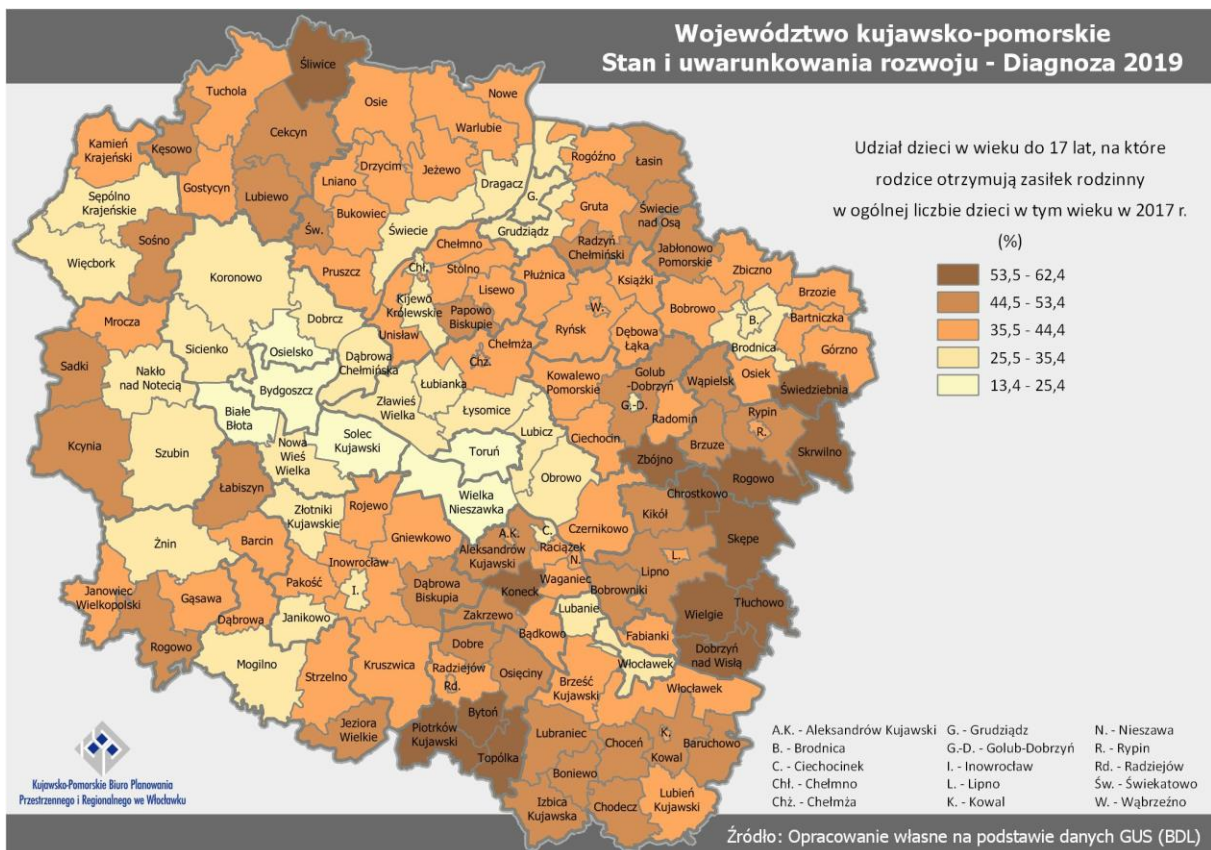 Województwo kujawsko-pomorskie
Stan i uwarunkowania rozwoju - Diagnoza 2019
Udział dzieci w wieku do 17 lat, na które
rodzice otrzymują zasiłek rodzinny
w ogólnej liczbie dzieci w tym wieku w 2017 r.
(%)
53,5 - 62,4
44,5 - 53,4
35,5 - 44,4
25,5 - 35,4
13,4 - 25,4
Śliwice
Tuchola
Nowe
Osie
Warlubie
Cekcyn
Kamień
Krajeński
Kęsowo
Rogóźno
Łasin
Drzycim
Jeżewo
Lniano
Dragacz
G.
Gostycyn
Lubiewo
Sępólno
Krajeńskie
Bukowiec
Gruta
Świecie
nad Osą
Św.
Świecie
Grudziądz
Sośno
Radzyń
Chełmiński
Jabłonowo
Pomorskie
Więcbork
Koronowo
Pruszcz
Chełmno
Chł.
Stolno
Płużnica
Książki
Zbiczno
Kijewo
Królewskie
Lisewo
W.
Bobrowo
Brzozie
Bartniczka
Mrocza
Dobrcz
Unisław
Papowo
Biskupie
Ryńsk
Dębowa
Łąka
B.
Brodnica
Górzno
Sicienko
Osielsko
Dąbrowa
Chełmińska
Chełmża
Chż.
Sadki
Nakło
nad Notecią
Bydgoszcz
Łubianka
Kowalewo
Pomorskie
Golub
-Dobrzyń
Wąpielsk
Osiek
Świedziebnia
Zławieś
Wielka
Łysomice
G.-D.
Radomin
Rypin
R.
Białe
Błota
Solec
Kujawski
Lubicz
Ciechocin
Brzuze
Skrwilno
Kcynia
Szubin
Nowa
Wieś
Wielka
Toruń
Zbójno
Rogowo
Łabiszyn
Wielka
Nieszawka
Obrowo
Chrostkowo
Złotniki
Kujawskie
Rojewo
Czernikowo
Kikół
Skępe
Żnin
Barcin
Gniewkowo
A.K.
C.
Aleksandrów
Kujawski
Raciążek
N.
L.
Lipno
Inowrocław
I.
Janowiec
Wielkopolski
Gąsawa
Pakość
Dąbrowa
Biskupia
Koneck
Waganiec
Bobrowniki
Tłuchowo
Wielgie
Dąbrowa
Janikowo
Zakrzewo
Lubanie
Rogowo
Bądkowo
Fabianki
Dobrzyń
nad Wisłą
Mogilno
Dobre
Włocławek
Strzelno
Kruszwica
Radziejów
Rd.
Osięciny
Brześć
Kujawski
Włocławek
Jeziora
Wielkie
Piotrków
Kujawski
Bytoń
Lubraniec
Choceń
K.
Kowal
Baruchowo
Topólka
Boniewo
Izbica
Kujawska
Chodecz
Lubień
Kujawski
A.K. - Aleksandrów Kujawski
B. - Brodnica
C. - Ciechocinek
Chł. - Chełmno
Chż. - Chełmża
G. - Grudziądz
G.-D. - Golub-Dobrzyń
I. - Inowrocław
L. - Lipno
K. - Kowal
N. - Nieszawa
R. - Rypin
Rd. - Radziejów
Św. - Świekatowo
W. - Wąbrzeźno
Kujawsko-Pomorskie Biuro Planowania
Przestrzennego i Regionalnego we Włocławku
Źródło: Opracowanie własne na podstawie danych GUS (BDL)